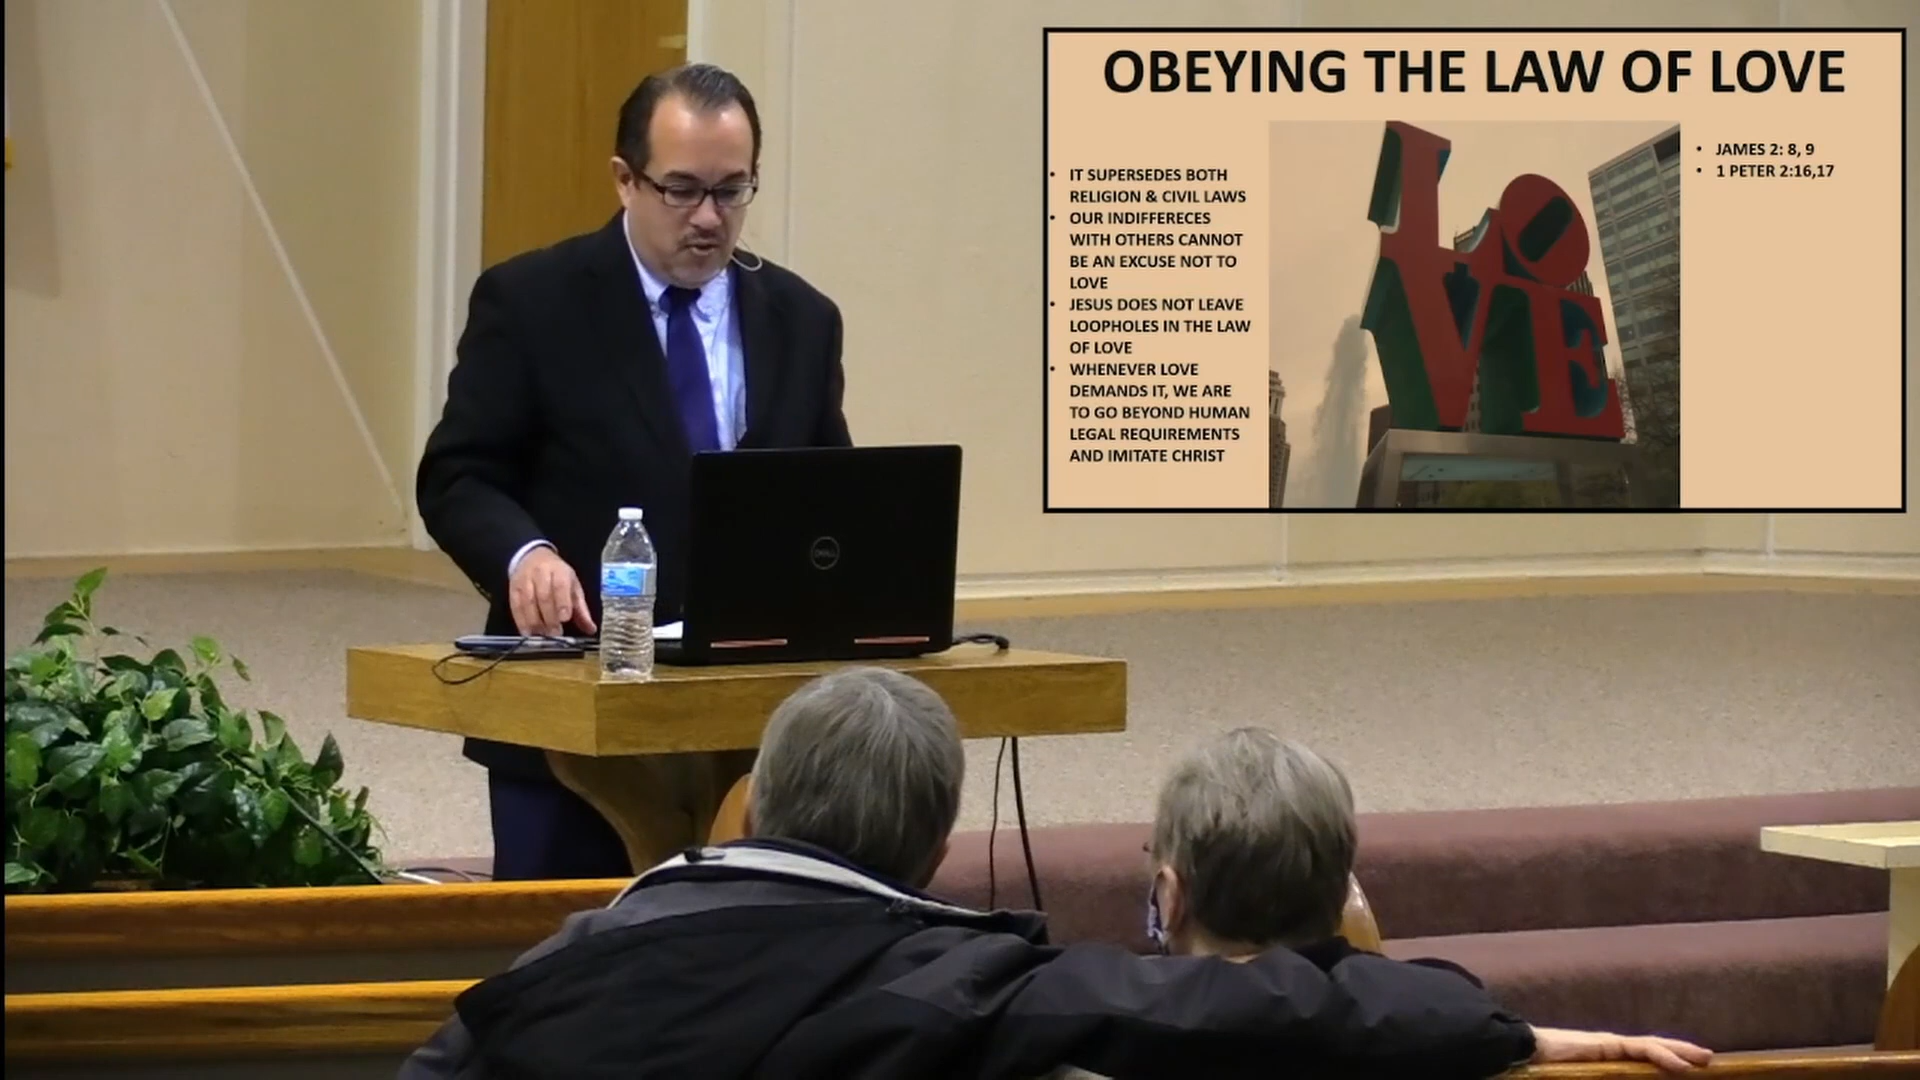 OBEYING THE LAW OF LOVE
• IT SUPERSEDES BOTH
RELIGION & CIVIL LAWS
• OUR INDIFFERECES
WITH OTHERS CANNOT
BE AN EXCUSE NOT TO
LOVE
• JESUS DOES NOT LEAVE
LOOPHOLES IN THE LAW
OF LOVE
• WHENEVER LOVE
DEMANDS IT, WE ARE
TO GO BEYOND HUMAN
LEGAL REQUIREMENTS
AND IMITATE CHRIST
LO
VE
• JAMES 2: 8, 9
• 1 PETER 2:16,17
DELL